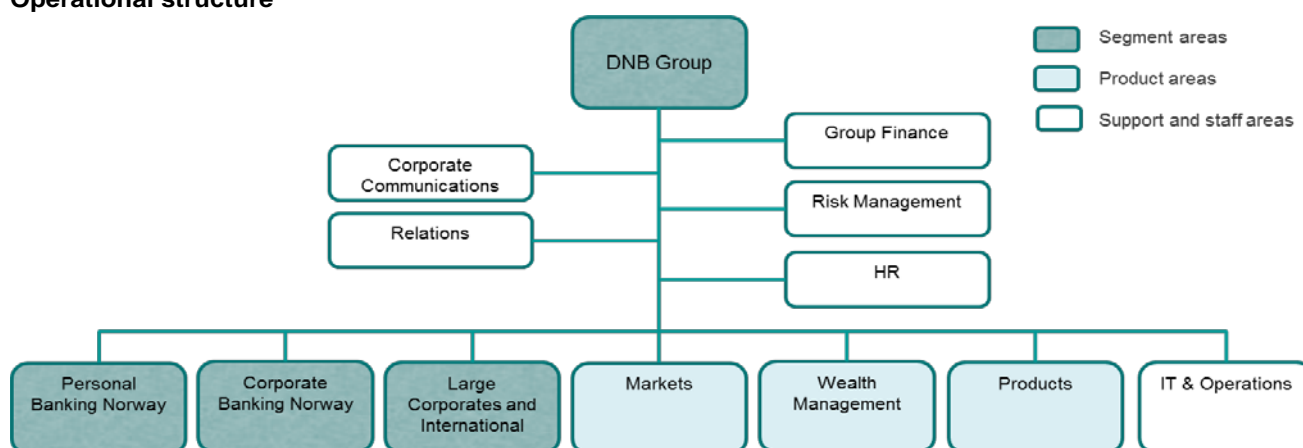 Operational structure
DNB Group
Segment areas
Product areas
Support and staff areas
Group Finance
Corporate
Communications
Risk Management
Relations
HR
Personal
Banking Norway
Corporate
Banking Norway
Large
Corporates and
International
Markets
Wealth
Management
Products
IT & Operations